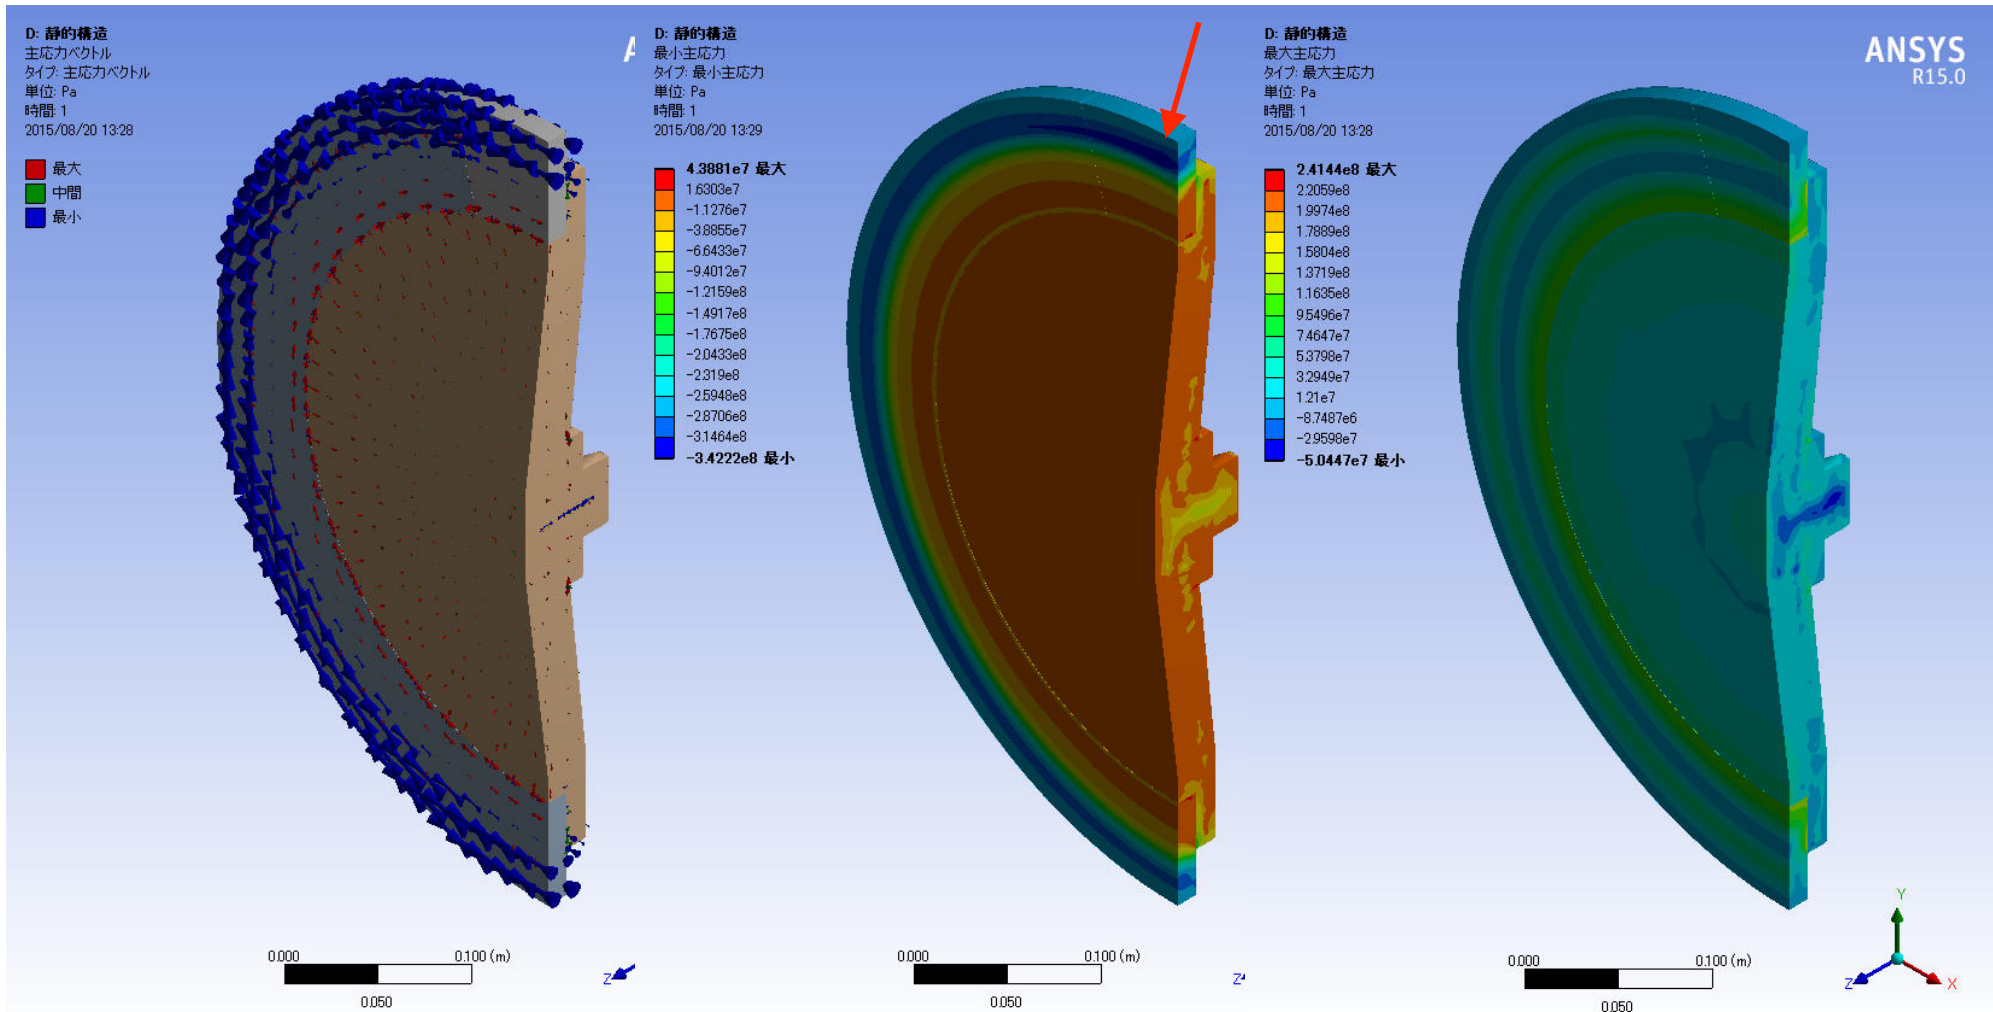 D: 静的構造
主応力ベクトル
タイプ: 主応力ベクトル
単位: Pa
時間: 1
2015/08/20 13:28
最大
中間
最小
0.000
0.100 (m)
0.050
Z
D: 静的構造
最小主応力
タイプ: 最小主応力
単位: Pa
時間: 1
2015/08/20 13:29
4.3881e7 最大
1.6303e7
-1.1276e7
-3.8855e7
-6.6433e7
-9.4012e7
-1.2159e8
-1.4917e8
-1.7675e8
-2.0433e8
-2.319e8
-2.5948e8
-2.8706e8
-3.1464e8
-3.4222e8 最小
0.000
0.100 (m)
0.050
Z
D: 静的構造
最大主応力
タイプ: 最大主応力
単位: Pa
時間: 1
2015/08/20 13:28
2.4144e8 最大
2.2059e8
1.9974e8
1.7889e8
1.5804e8
1.3719e8
1.1635e8
9.5496e7
7.4647e7
5.3798e7
3.2949e7
1.21e7
-8.7487e6
-2.9598e7
-5.0447e7 最小
ANSYS
R15.0
0.000
0.100 (m)
0.050
Y
Z
X